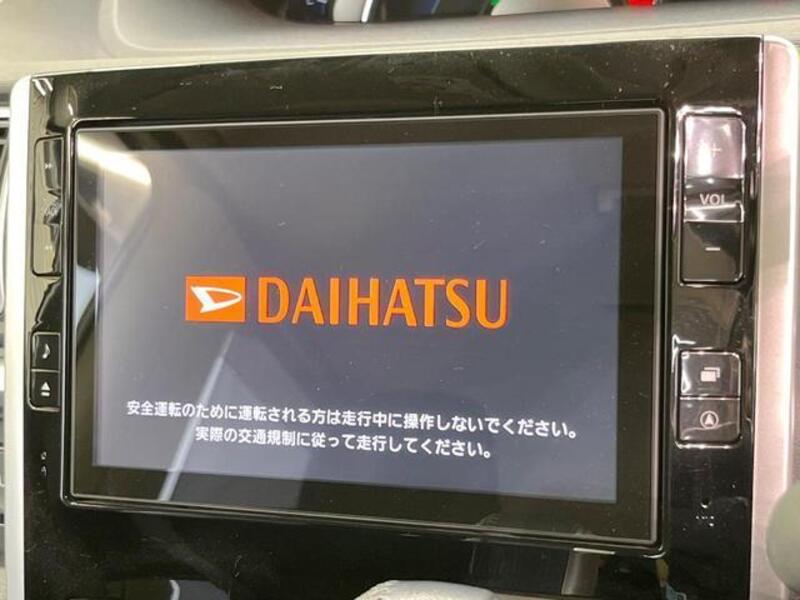 +
VOL
-
DAIHATSU
安全運転のために運転される方は走行中に操作しないでください。
実際の交通規制に従って走行してください。